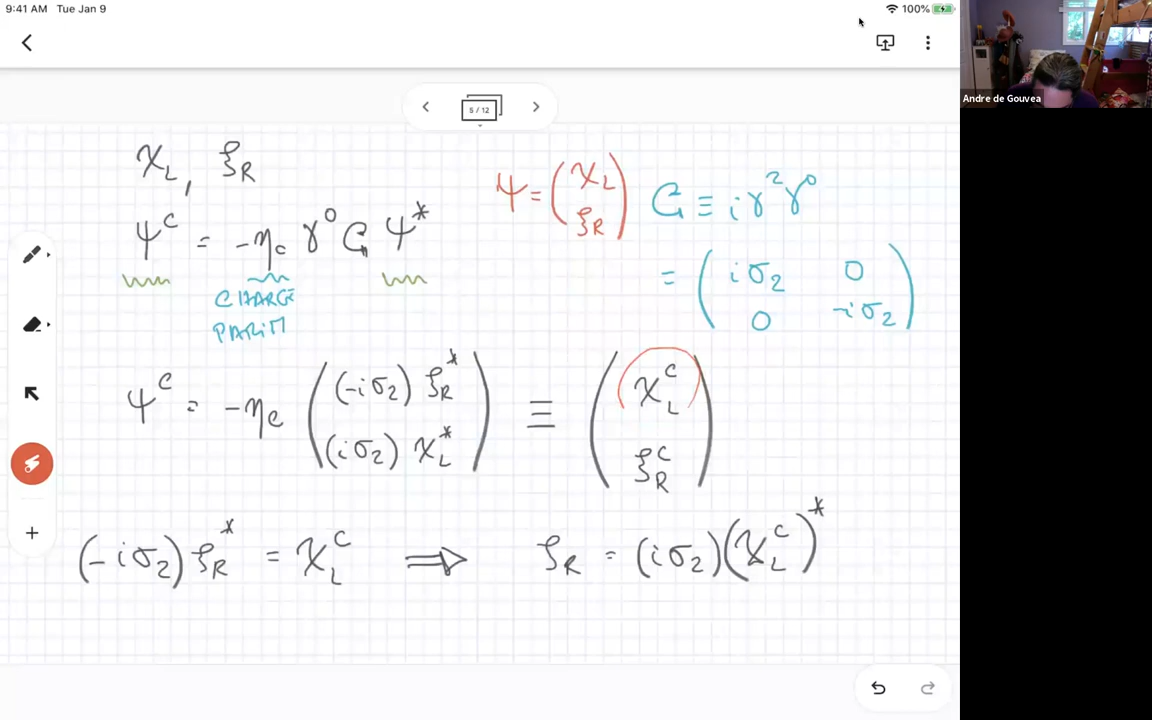 9:41 AM Tue Jan 9
100%
Andre de Gouvea
5 / 12
χ_L, ξ_R
Ψ = (χ_L ξ_R)
C ≡ iγ²γ⁰
Ψ^C = -η_c γ⁰ C Ψ*
= (iσ₂ 0
0 -iσ₂)
CHARGE
PARITY
Ψ^C = -η_c ((-iσ₂) ξ_R* (iσ₂) χ_L*) ≡ (χ_L^C ξ_R^C)
(-iσ₂) ξ_R* = χ_L^C ⟹ ξ_R = (iσ₂)(χ_L^C)*